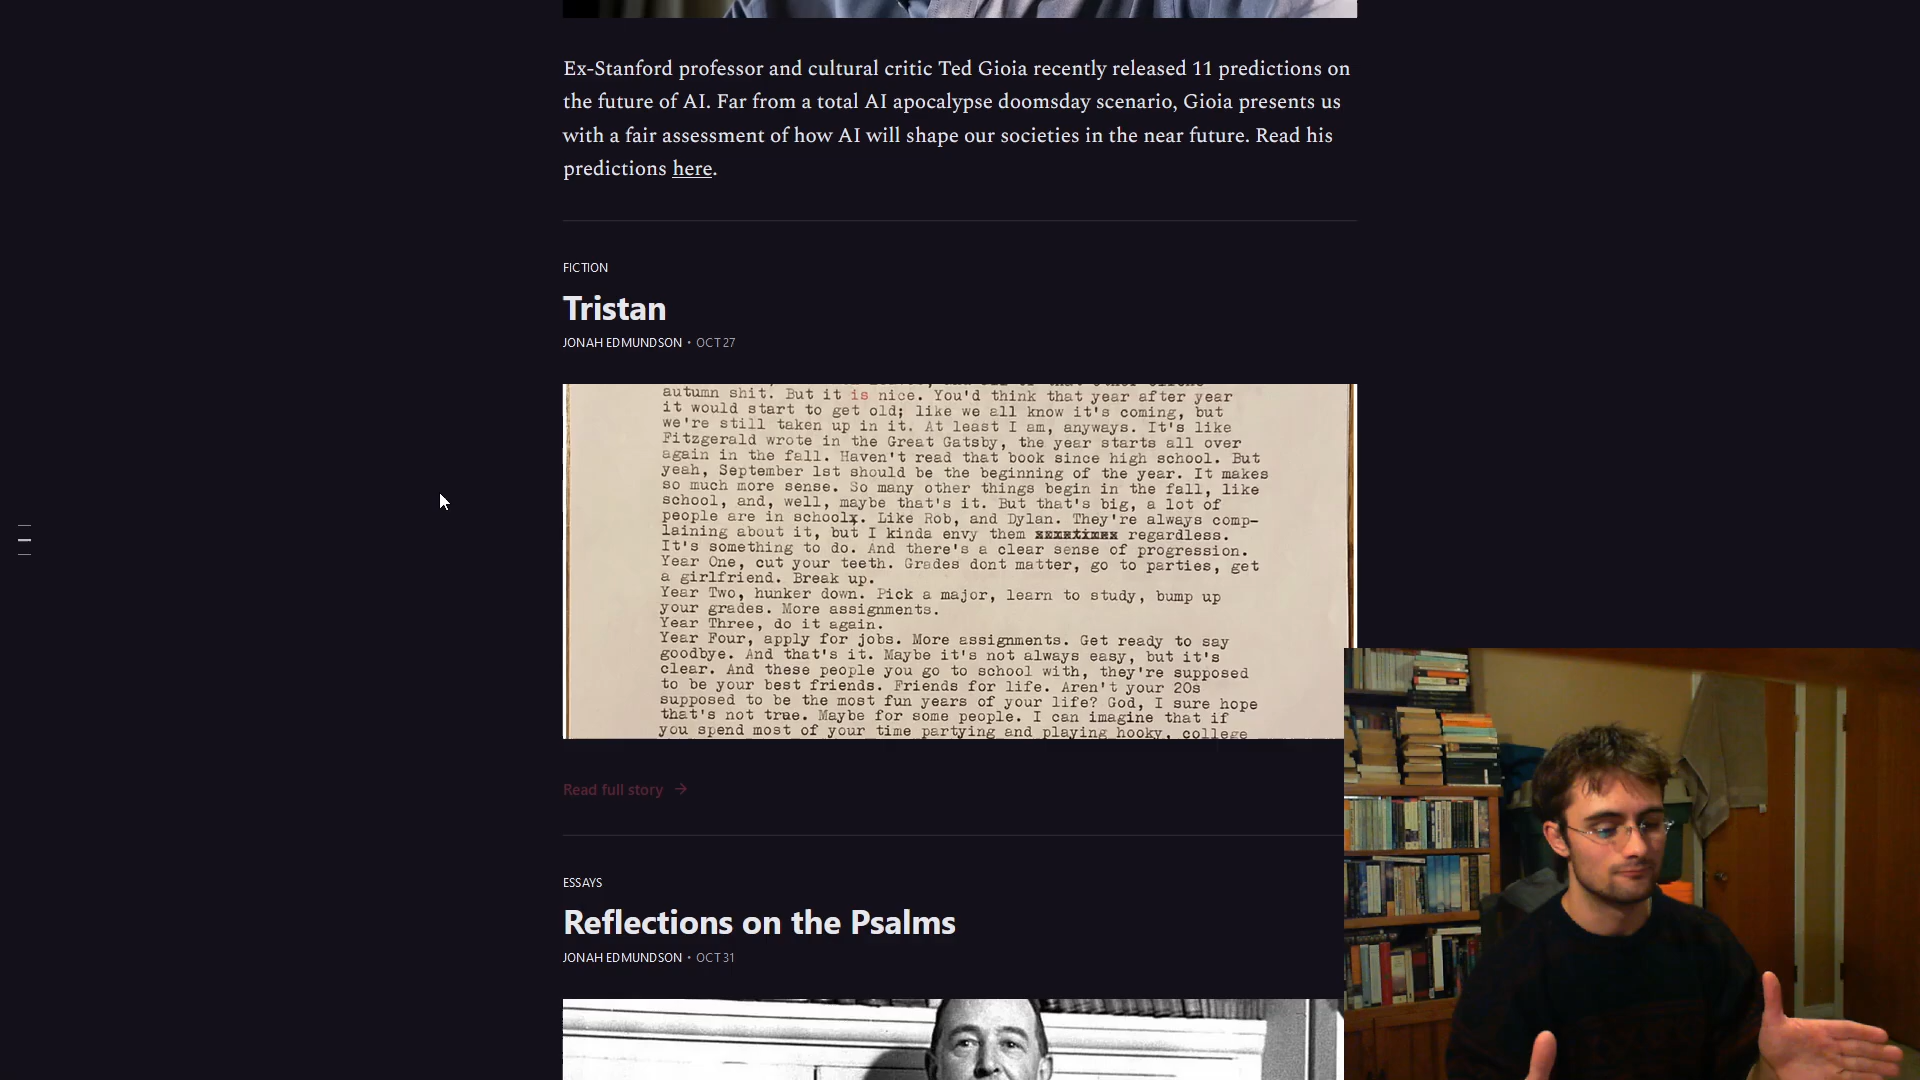 Ex-Stanford professor and cultural critic Ted Gioia recently released 11 predictions on
the future of AI. Far from a total AI apocalypse doomsday scenario, Gioia presents us
with a fair assessment of how AI will shape our societies in the near future. Read his
predictions here.
FICTION
Tristan
JONAH EDMUNDSON • OCT 27
autumn shit. But it is nice. You'd think that year after year
it would start to get old; like we all know it's coming, but
we're still taken up in it. At least I am, anyways. It's like
Fitzgerald wrote in the Great Gatsby, the year starts all over
again in the fall. Haven't read that book since high school. But
yeah, September 1st should be the beginning of the year. It makes
so much more sense. So many other things begin in the fall, like
school, and, well, maybe that's it. But that's big, a lot of
people are in school. Like Rob, and Dylan. They're always comp-
laining about it, but I kinda envy them regardless.
It's something to do. And there's a clear sense of progression.
Year One, cut your teeth. Grades dont matter, go to parties, get
a girlfriend. Break up.
Year Two, hunker down. Pick a major, learn to study, bump up
your grades. More assignments.
Year Three, do it again.
Year Four, apply for jobs. More assignments. Get ready to say
goodbye. And that's it. Maybe it's not always easy, but it's
clear. And these people you go to school with, they're supposed
to be your best friends. Friends for life. Aren't your 20s
supposed to be the most fun years of your life? God, I sure hope
that's not true. Maybe for some people. I can imagine that if
you spend most of your time partying and playing hooky, college
Read full story →
ESSAYS
Reflections on the Psalms
JONAH EDMUNDSON • OCT 31